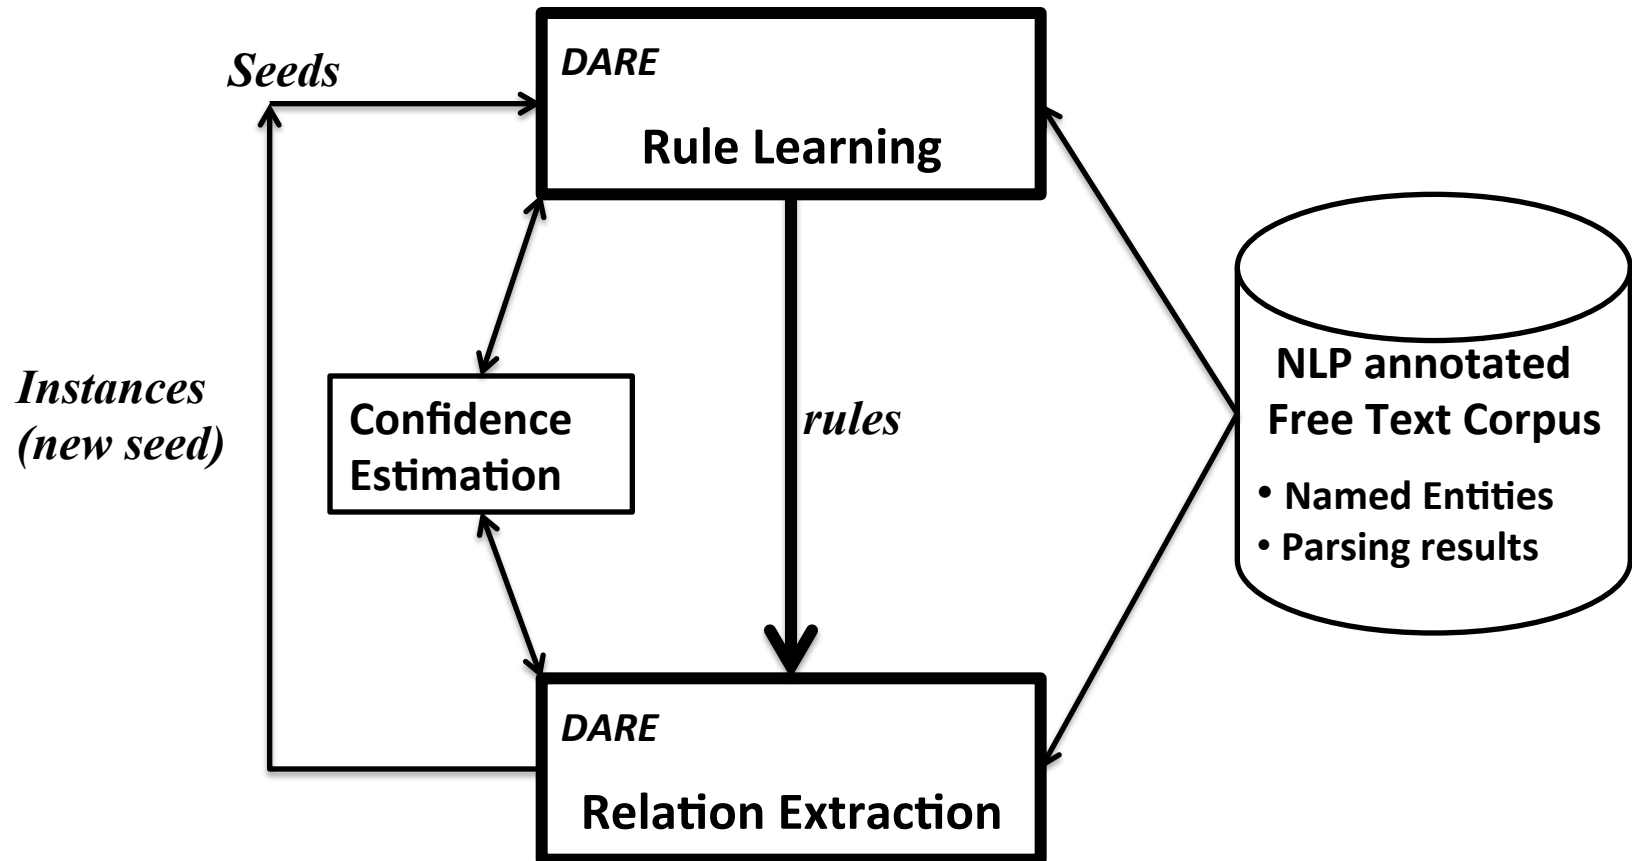 Seeds
DARE
Rule Learning
Instances
(new seed)
Confidence
Estimation
rules
NLP annotated
Free Text Corpus
• Named Entities
• Parsing results
DARE
Relation Extraction